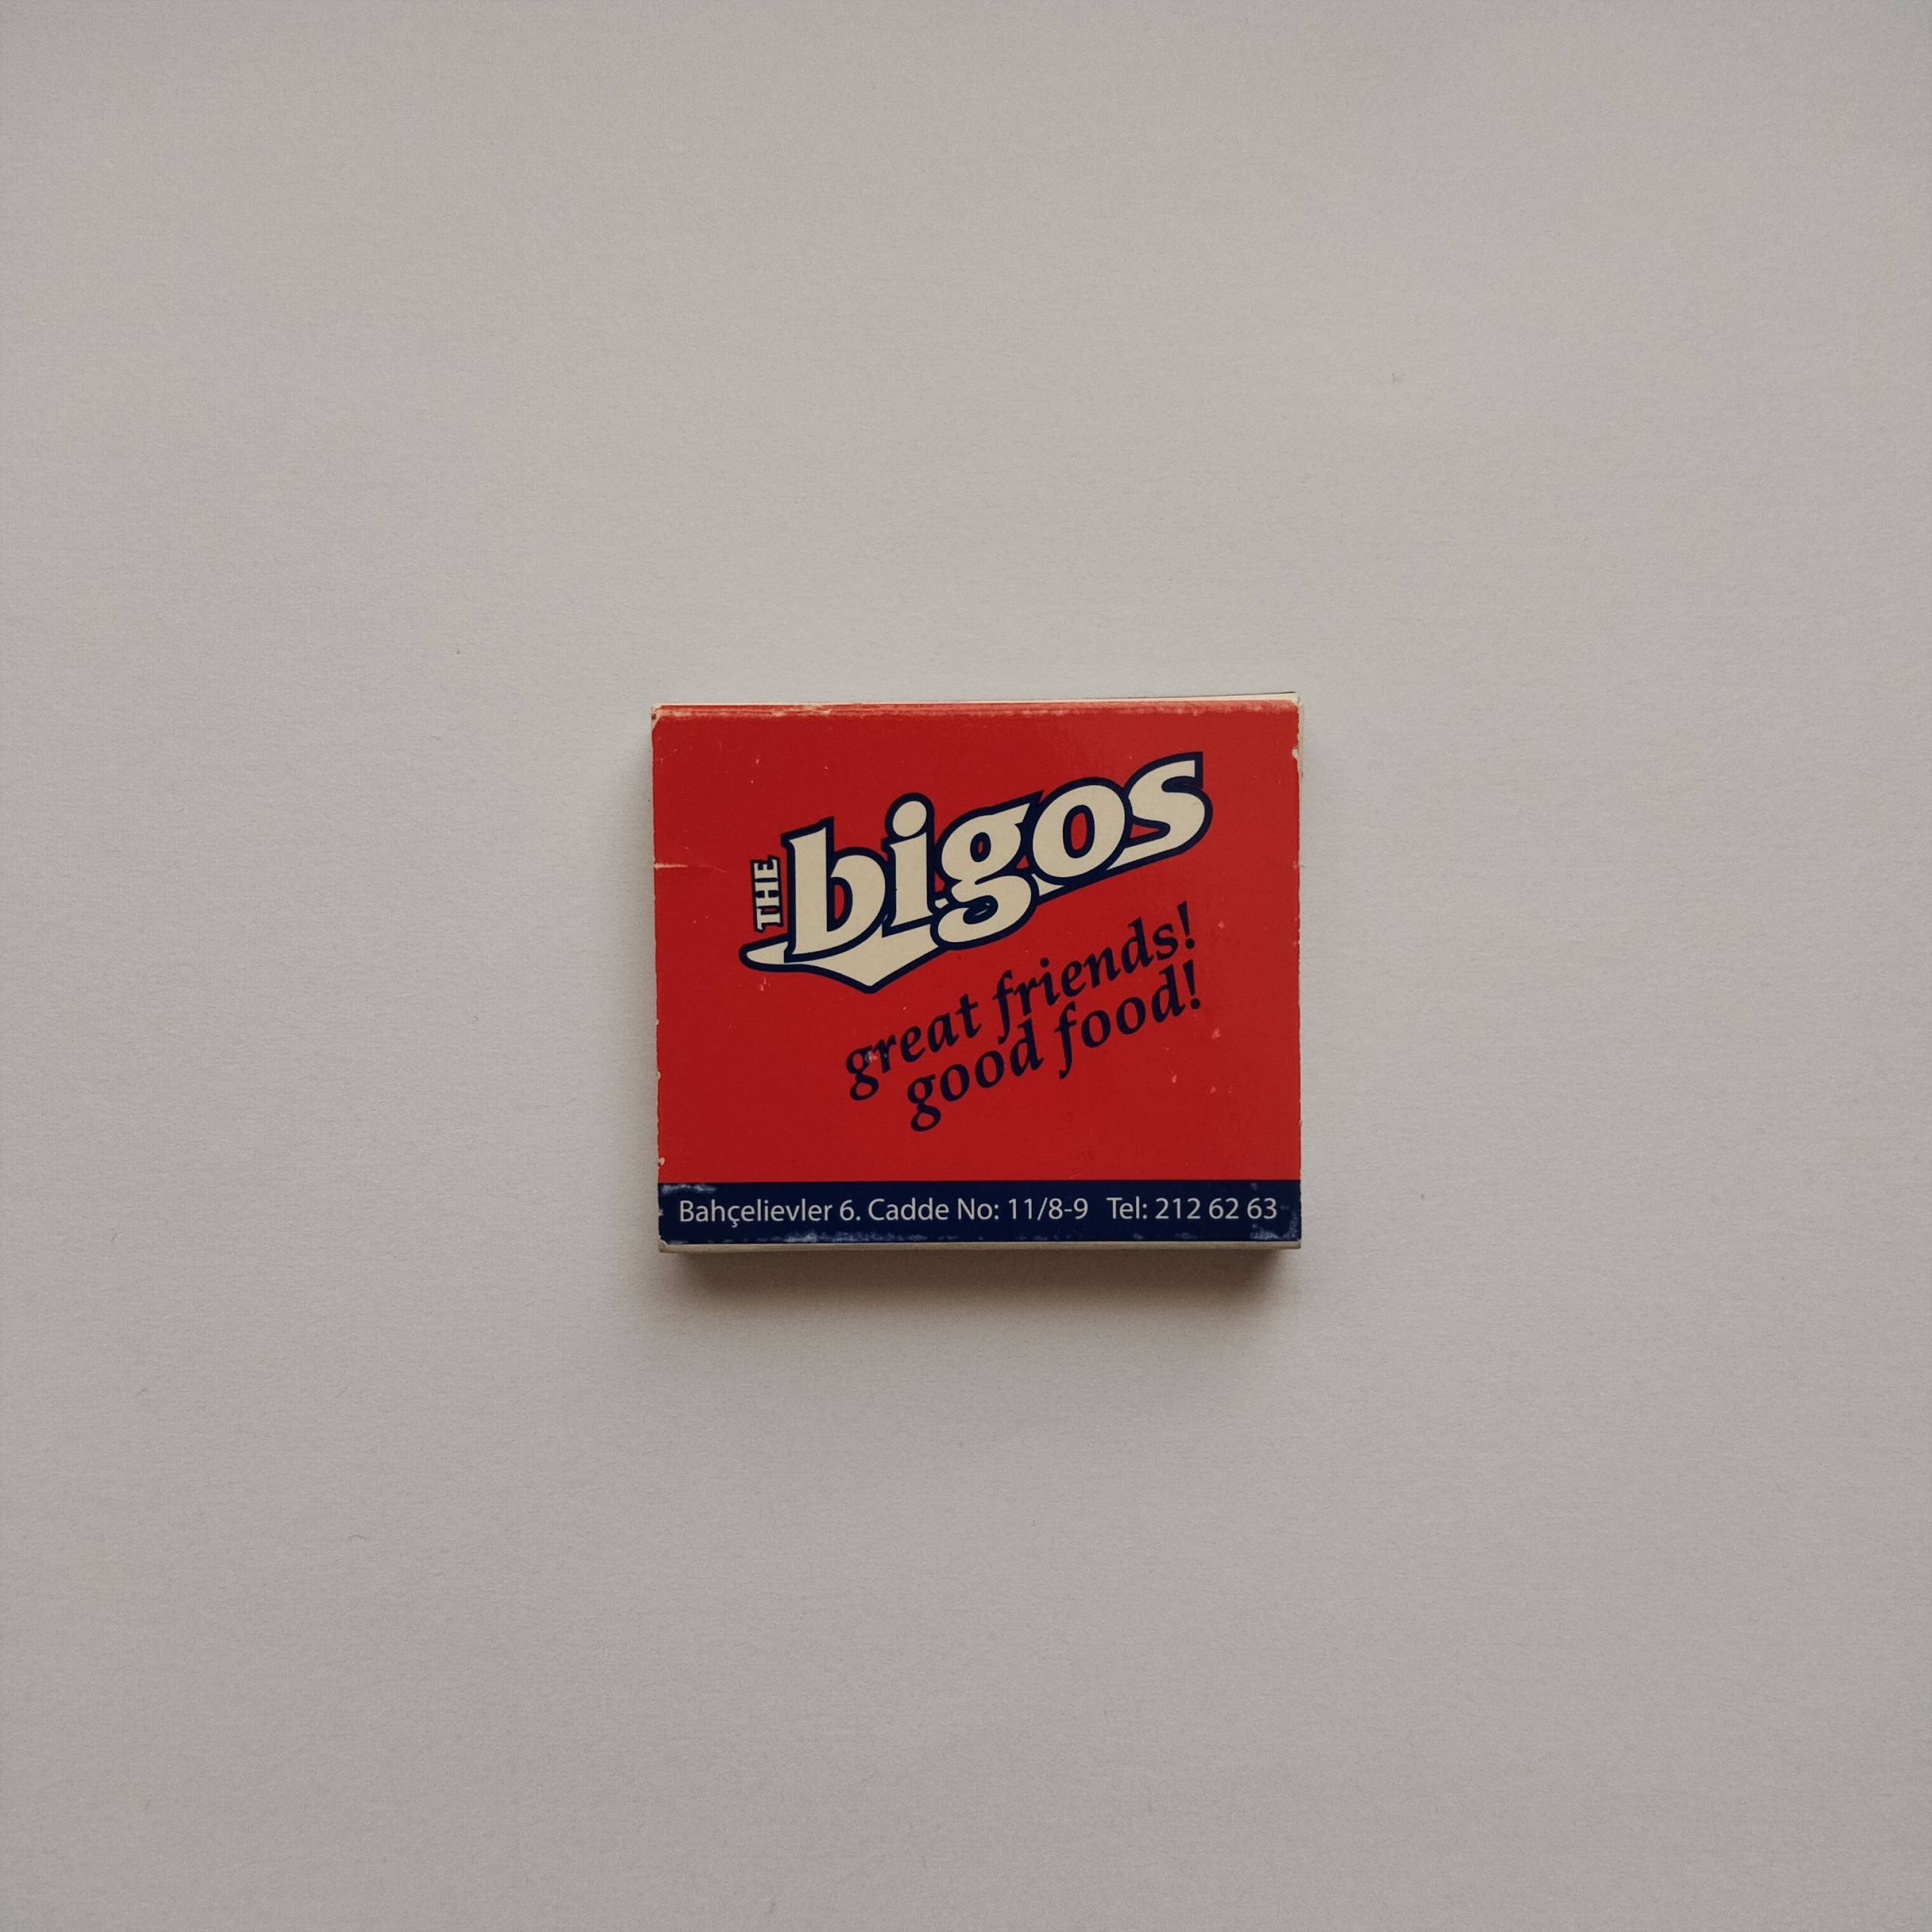 THE
bigos
great friends!
good food!
Bahçelievler 6. Cadde No: 11/8-9 Tel: 212 62 63